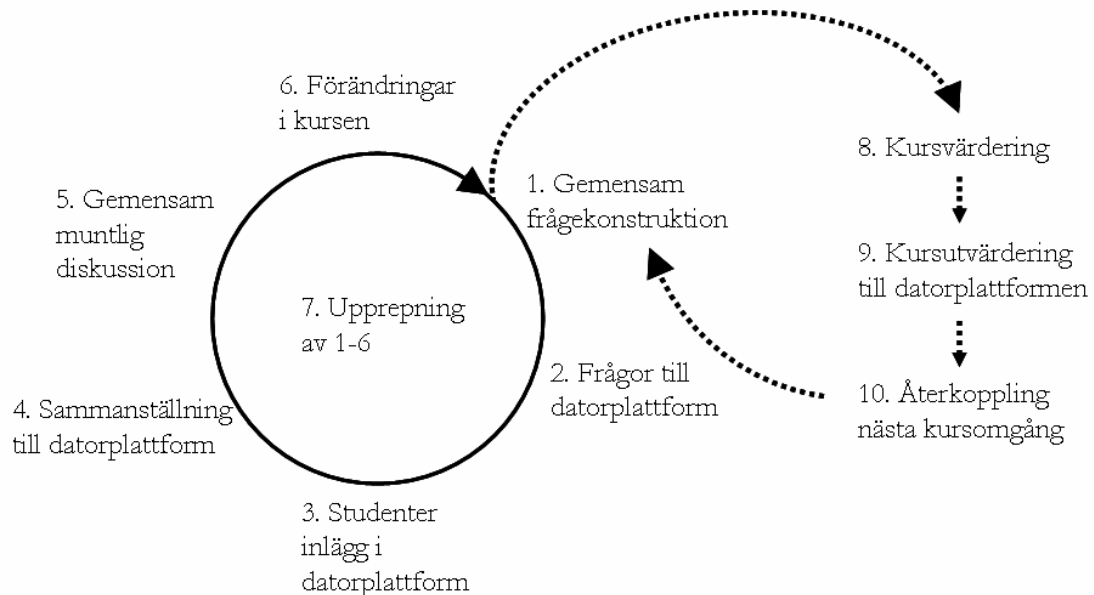 6. Förändringar
i kursen
1. Gemensam
frågekonstruktion
2. Frågor till
datorplattform
3. Studenter
inlägg i
datorplattform
4. Sammanställning
till datorplattform
5. Gemensam
muntlig
diskussion
7. Upprepning
av 1-6
8. Kursvärdering
9. Kursutvärdering
till datorplattformen
10. Återkoppling
nästa kursomgång